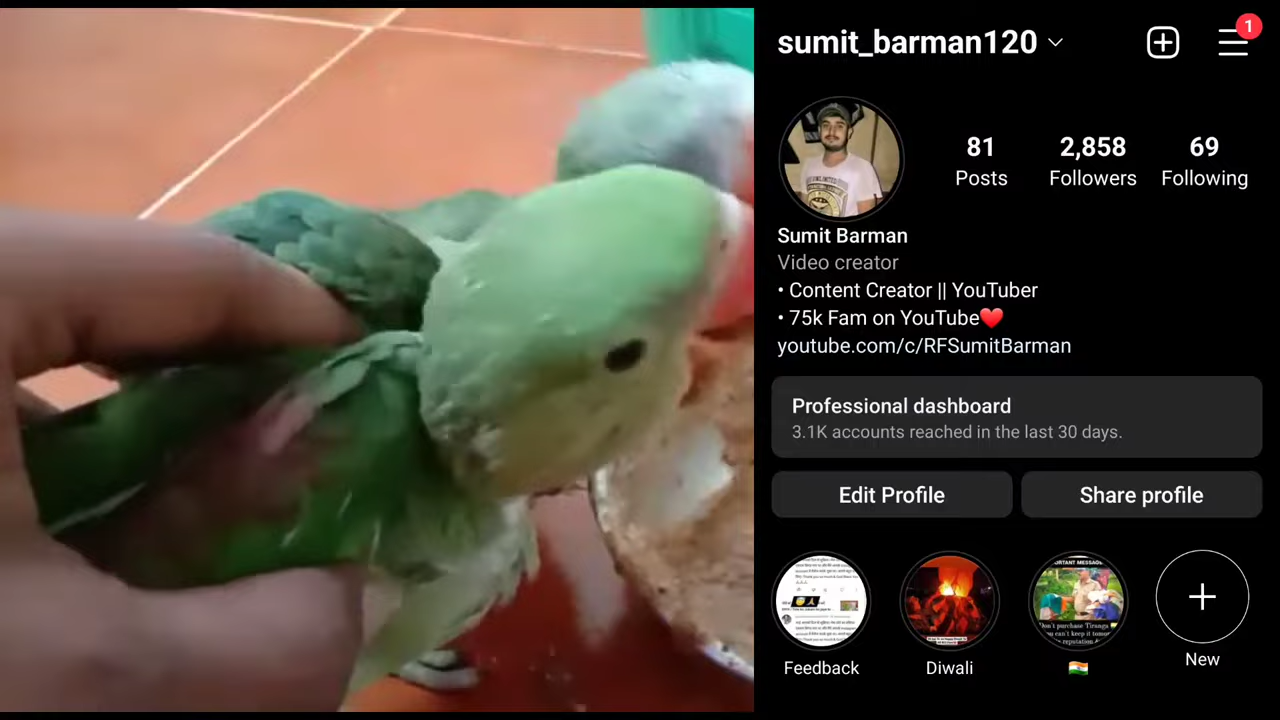 sumit_barman120
1
81
2,858
69
Posts
Followers
Following
Sumit Barman
Video creator
• Content Creator || YouTuber
• 75k Fam on YouTube❤️
youtube.com/c/RFSumitBarman
Professional dashboard
3.1K accounts reached in the last 30 days.
Edit Profile
Share profile
Feedback
Diwali
🇮🇳
New